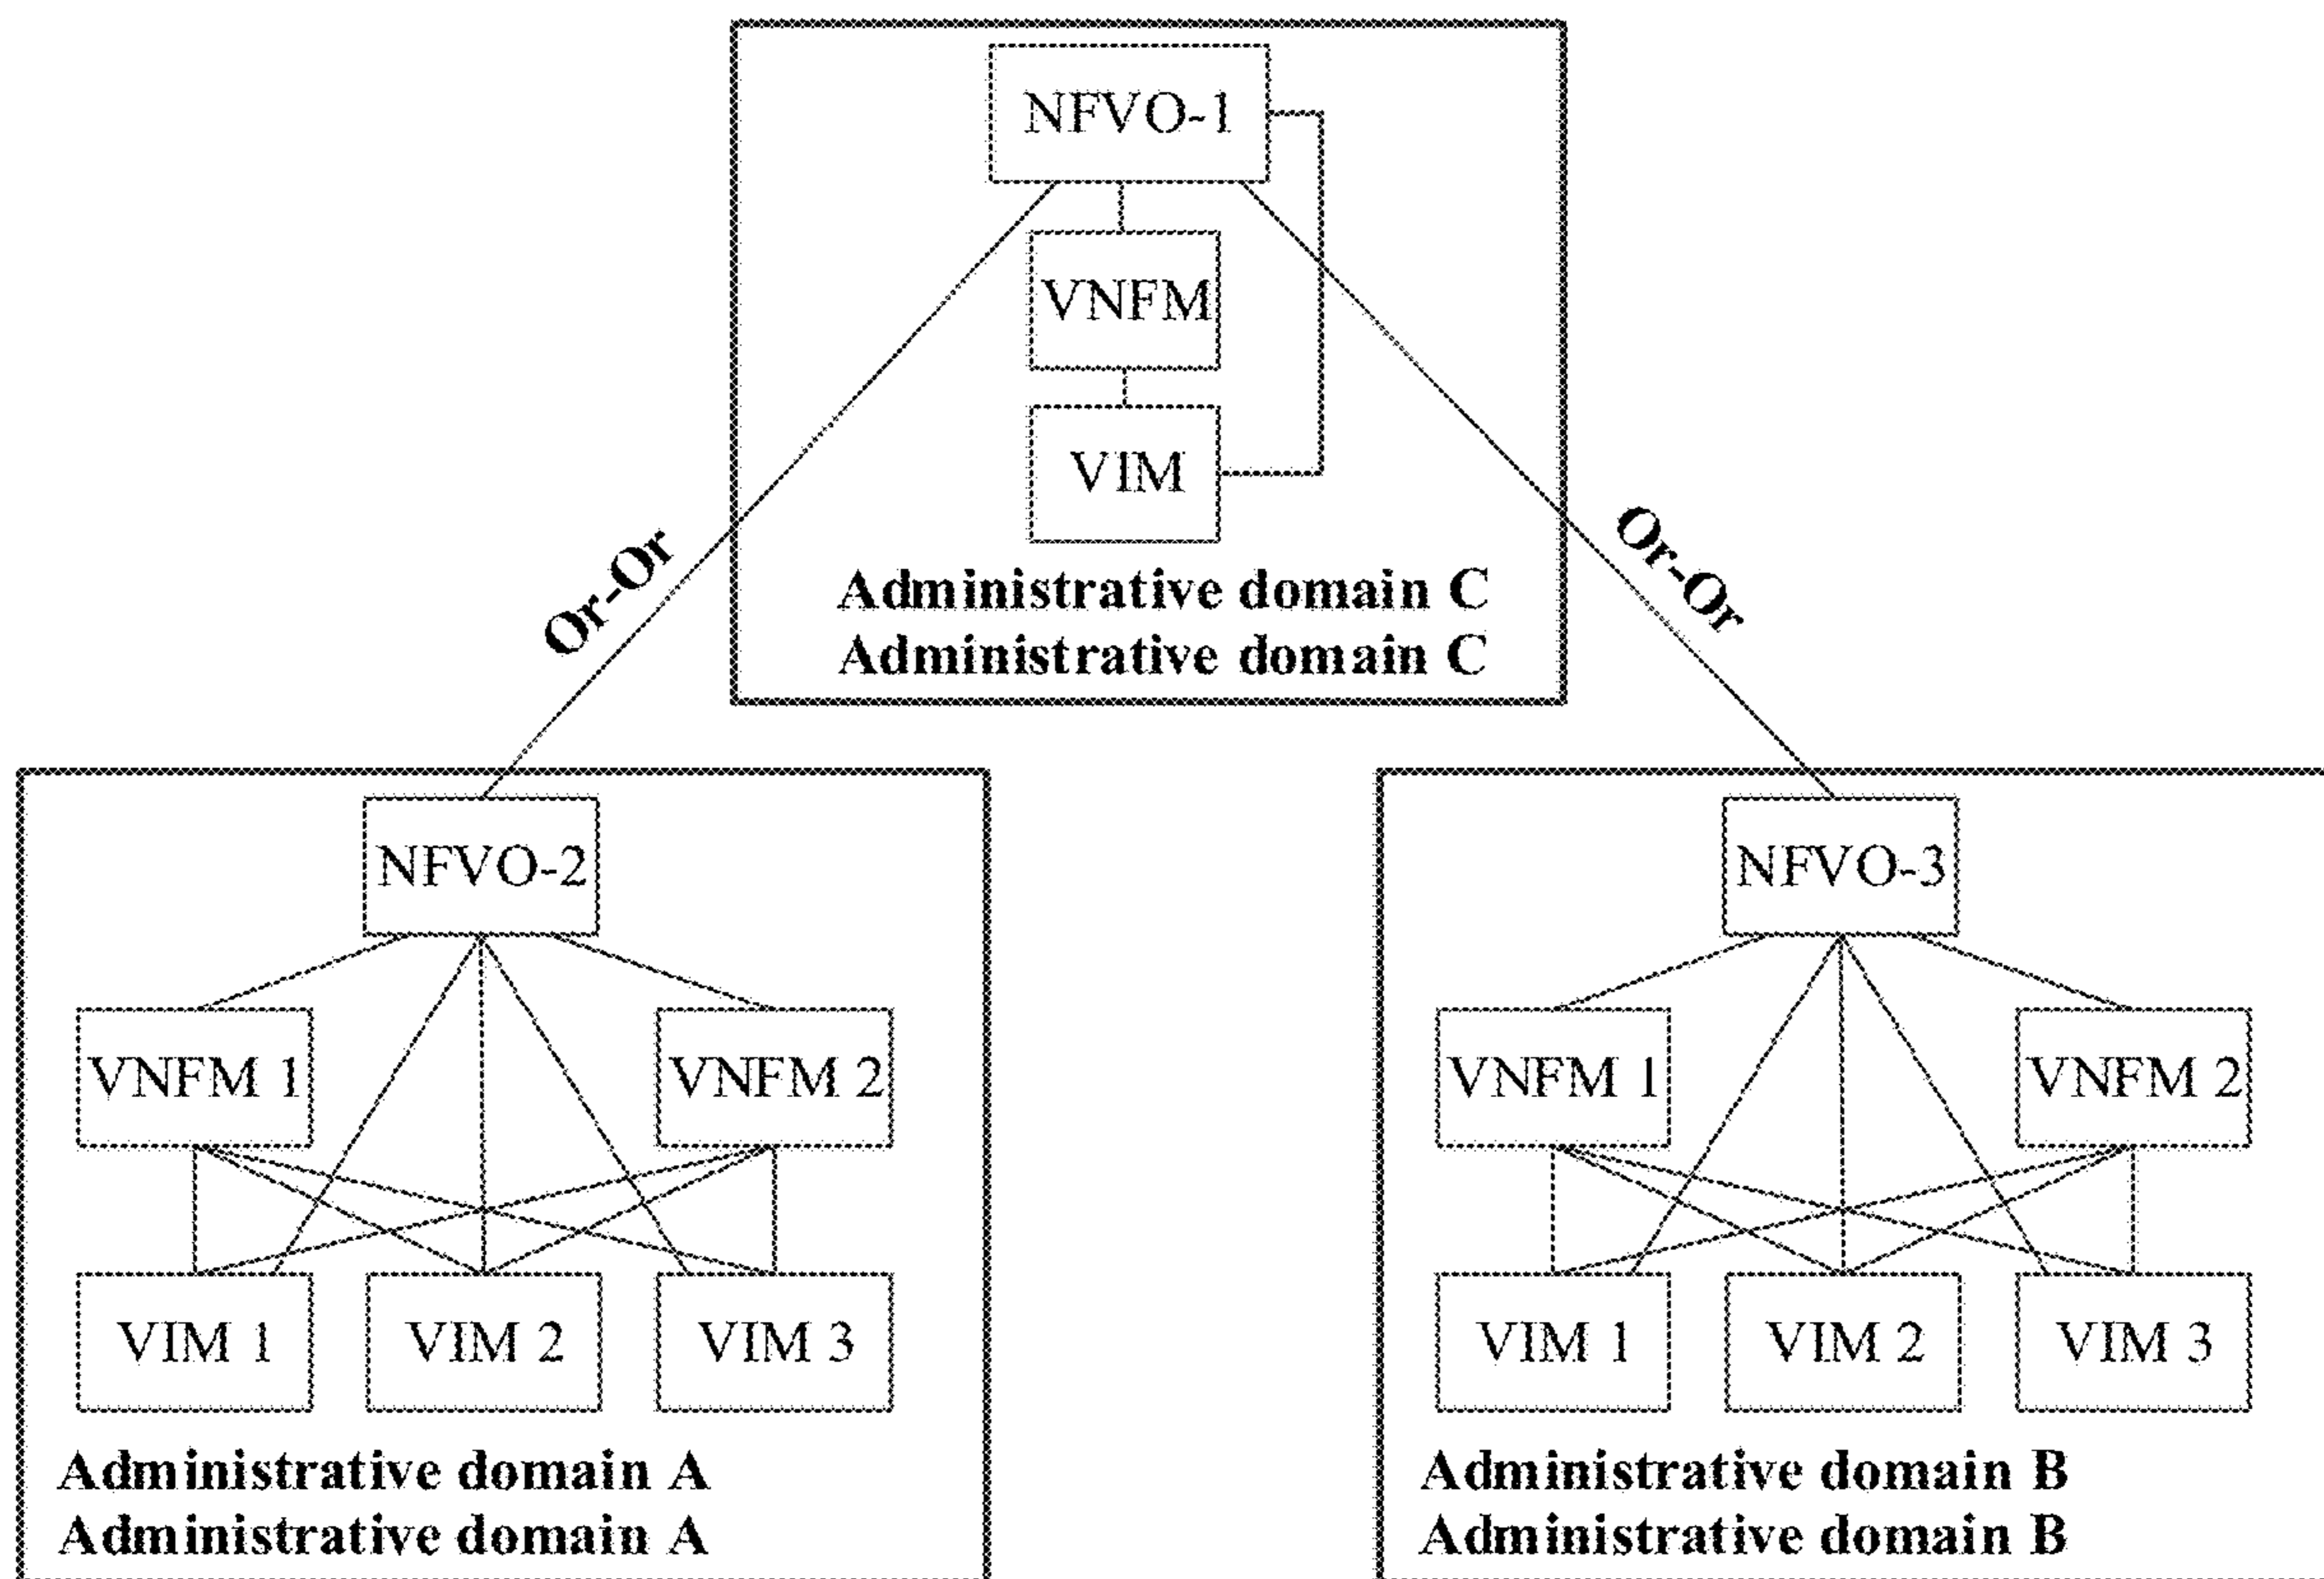 NFVO-1
VNFM
VIM
Or-Or
Or-Or
Administrative domain C
Administrative domain C
NFVO-2
NFVO-3
VNFM 1
VNFM 2
VNFM 1
VNFM 2
VIM 1
VIM 2
VIM 3
VIM 1
VIM 2
VIM 3
Administrative domain A
Administrative domain A
Administrative domain B
Administrative domain B